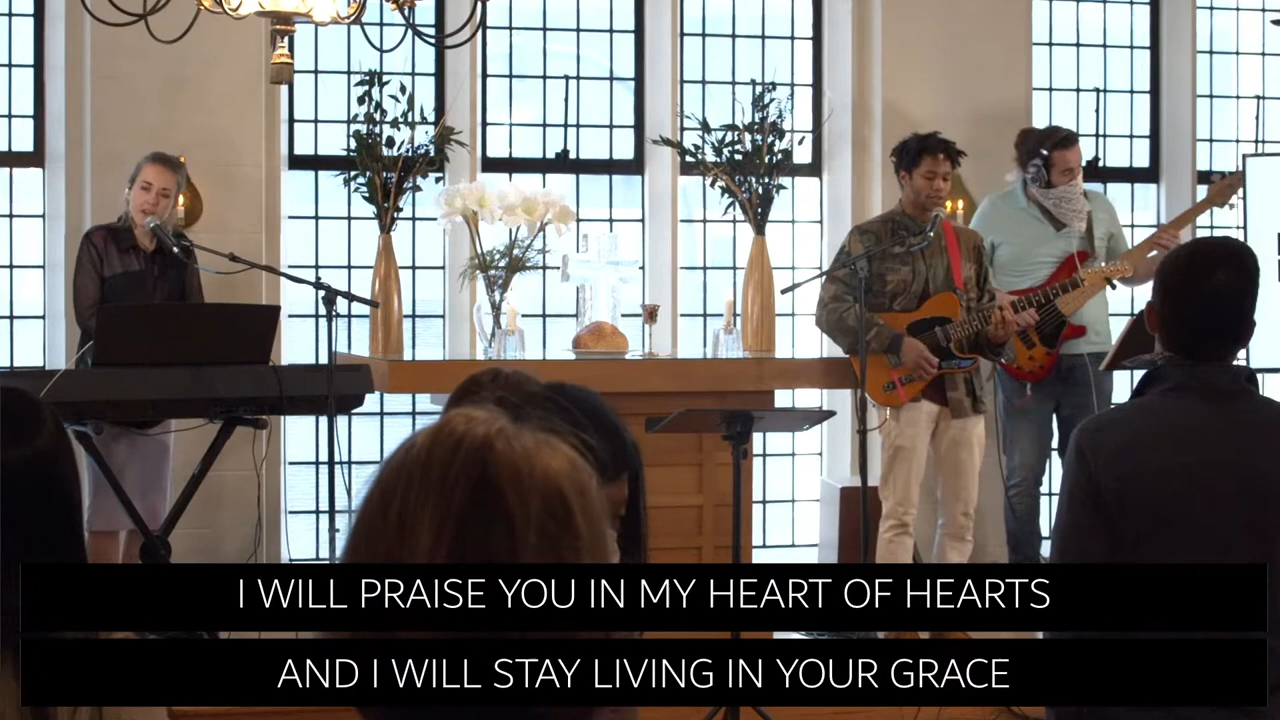 I WILL PRAISE YOU IN MY HEART OF HEARTS
AND I WILL STAY LIVING IN YOUR GRACE